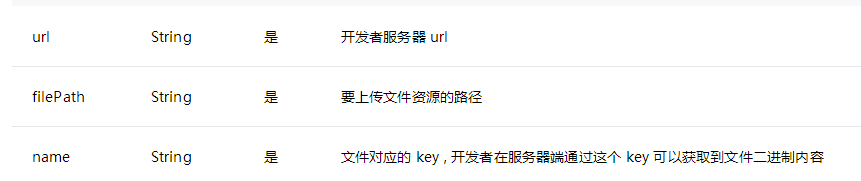 url String 是 开发者服务器 url
filePath String 是 要上传文件资源的路径
name String 是 文件对应的 key , 开发者在服务器端通过这个 key 可以获取到文件二进制内容